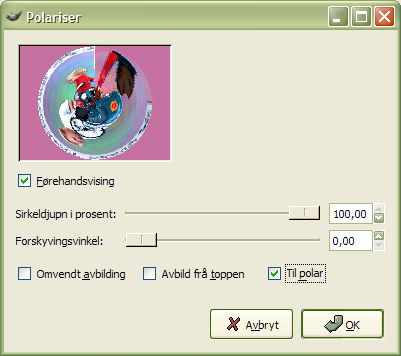 Polariser
Førehandsvising
Sirkeldjupn i prosent: 100,00
Forskyvingsvinkel: 0,00
Omvendt avbilding Avbild frå toppen Til polar
Avbryt OK